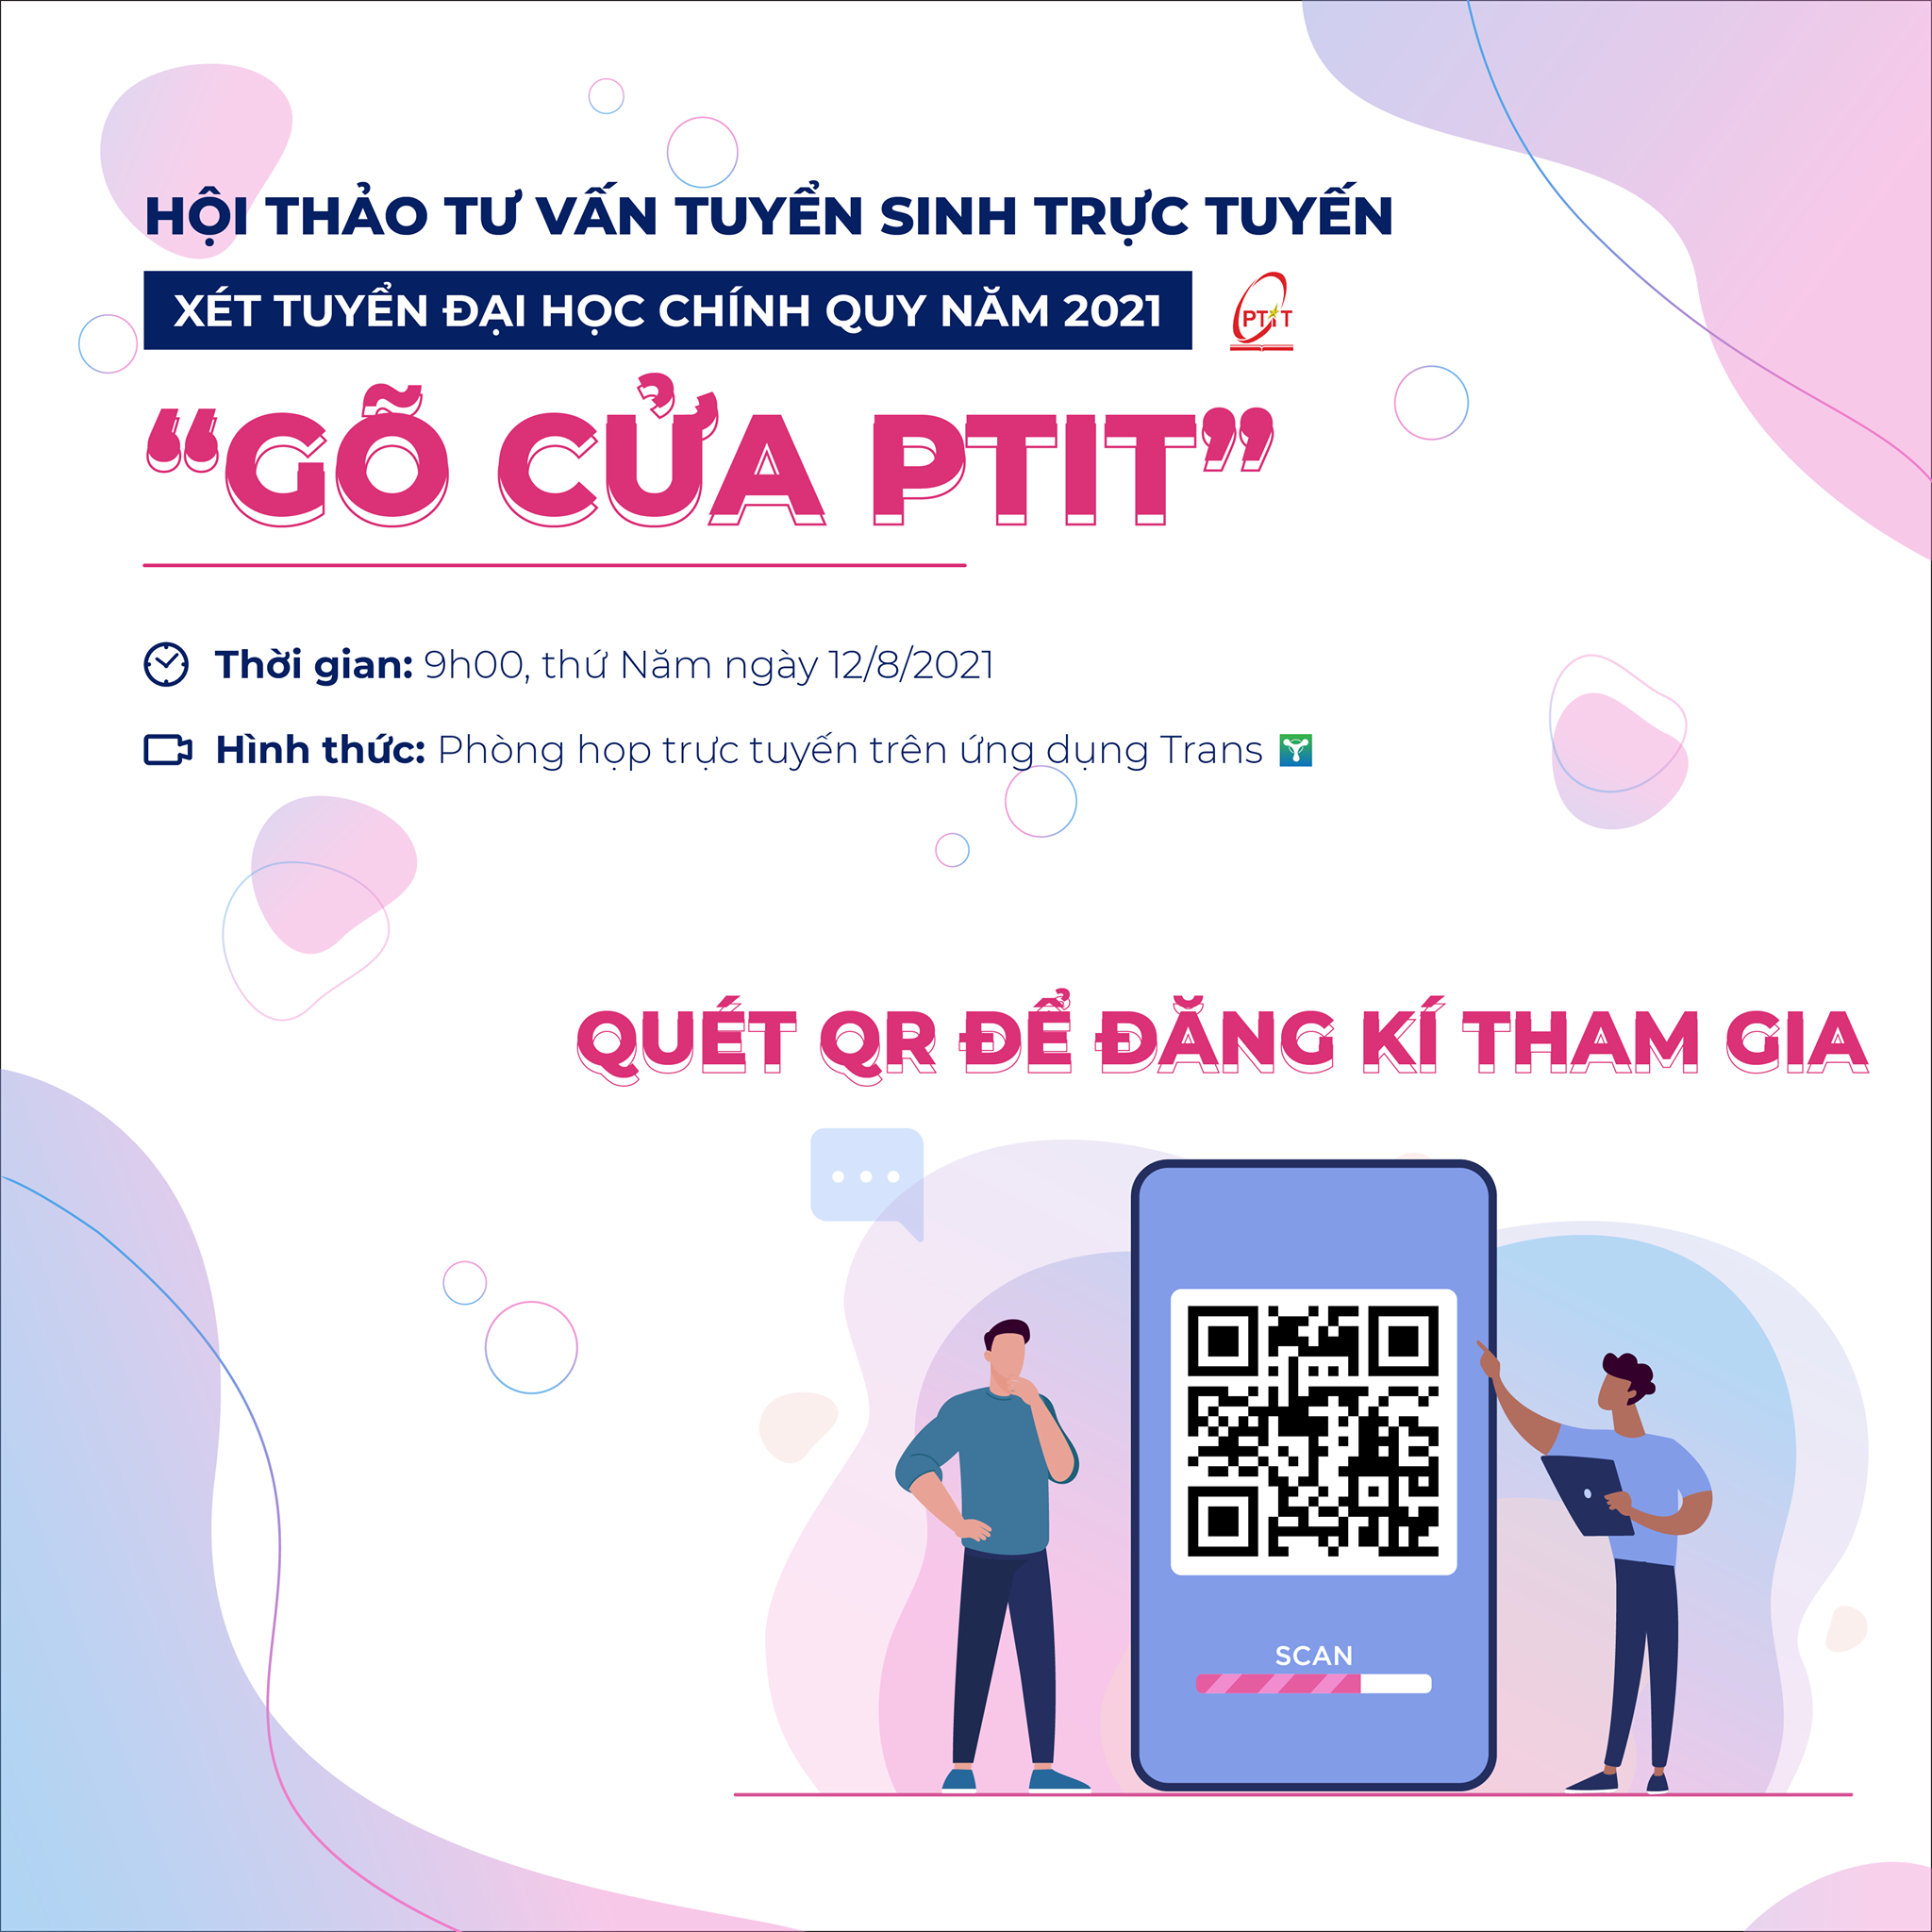 HỘI THẢO TƯ VẤN TUYỂN SINH TRỰC TUYẾN
XÉT TUYỂN ĐẠI HỌC CHÍNH QUY NĂM 2021
PTIT
“GÕ CỬA PTIT”
Thời gian: 9h00, thứ Năm ngày 12/8/2021
Hình thức: Phòng họp trực tuyến trên ứng dụng Trans
QUÉT QR ĐỂ ĐĂNG KÍ THAM GIA
SCAN